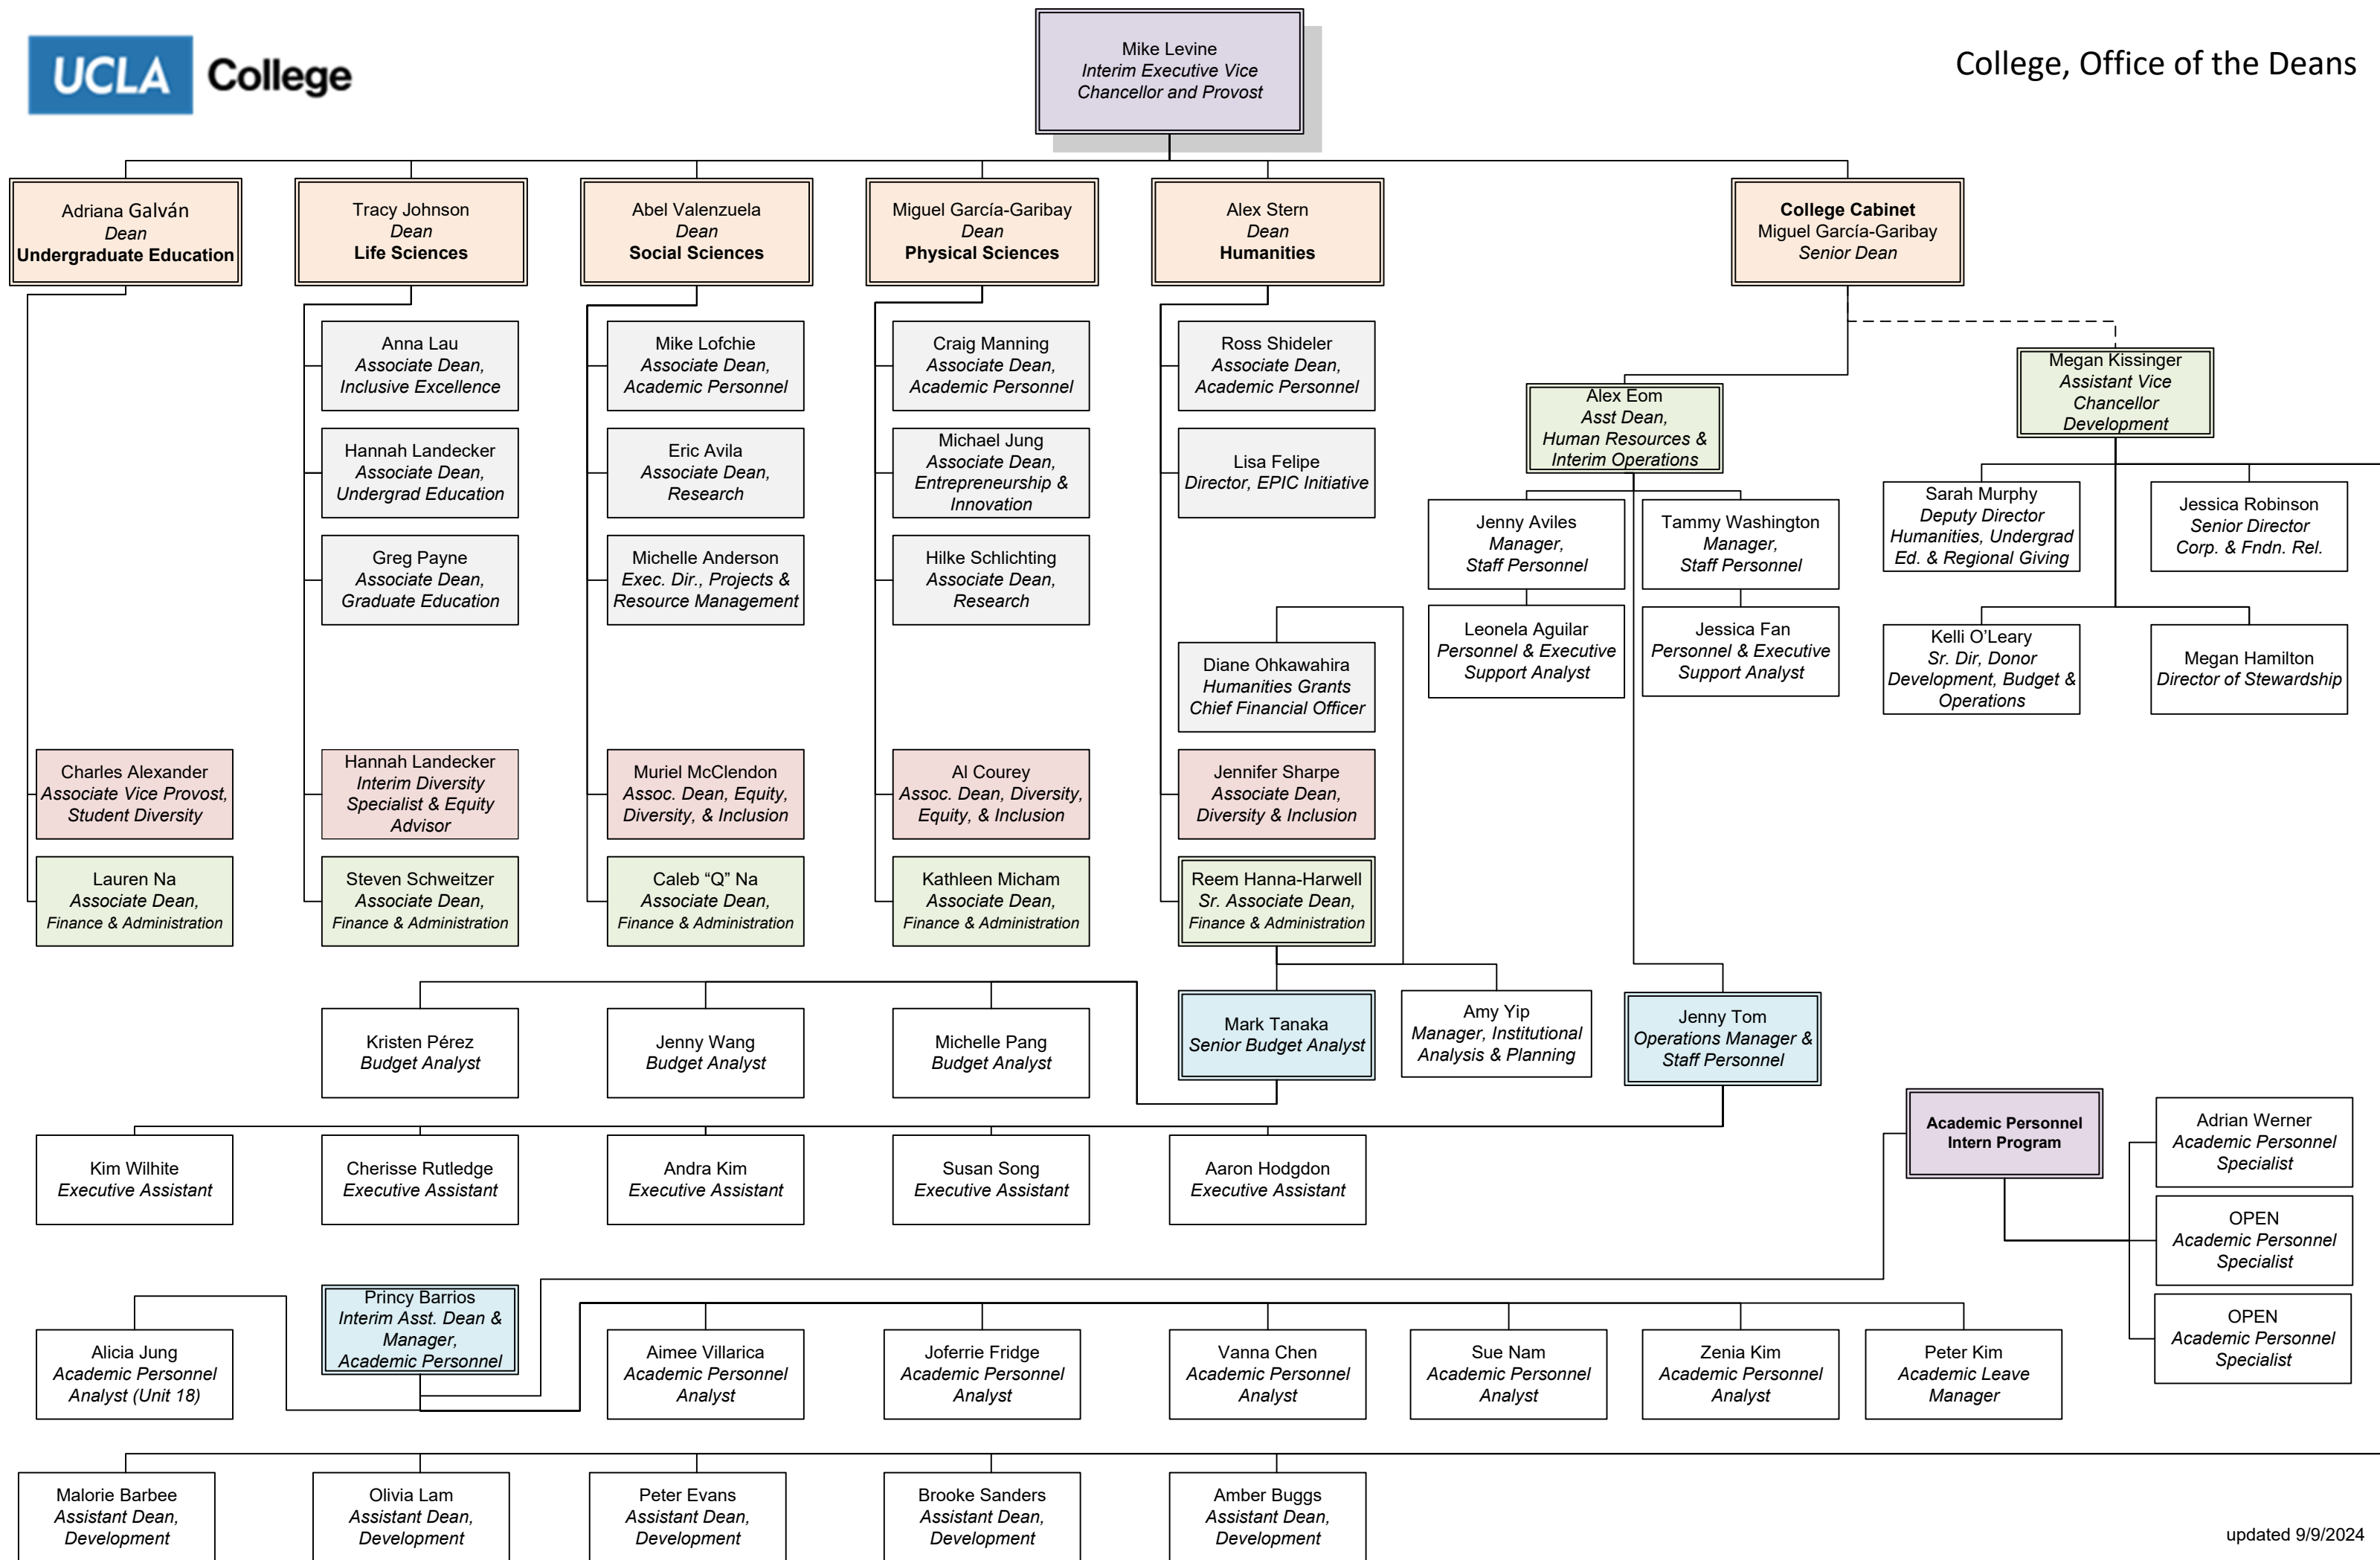 UCLA College
College, Office of the Deans
Mike Levine
Interim Executive Vice
Chancellor and Provost
Adriana Galván
Dean
Undergraduate Education
Tracy Johnson
Dean
Life Sciences
Abel Valenzuela
Dean
Social Sciences
Miguel García-Garibay
Dean
Physical Sciences
Alex Stern
Dean
Humanities
College Cabinet
Miguel García-Garibay
Senior Dean
Anna Lau
Associate Dean,
Inclusive Excellence
Mike Lofchie
Associate Dean,
Academic Personnel
Craig Manning
Associate Dean,
Academic Personnel
Ross Shideler
Associate Dean,
Academic Personnel
Alex Eom
Asst Dean,
Human Resources &
Interim Operations
Megan Kissinger
Assistant Vice
Chancellor
Development
Hannah Landecker
Associate Dean,
Undergrad Education
Eric Avila
Associate Dean,
Research
Michael Jung
Associate Dean,
Entrepreneurship &
Innovation
Lisa Felipe
Director, EPIC Initiative
Jenny Aviles
Manager,
Staff Personnel
Tammy Washington
Manager,
Staff Personnel
Sarah Murphy
Deputy Director
Humanities, Undergrad
Ed. & Regional Giving
Jessica Robinson
Senior Director
Corp. & Fndn. Rel.
Greg Payne
Associate Dean,
Graduate Education
Michelle Anderson
Exec. Dir., Projects &
Resource Management
Hilke Schlichting
Associate Dean,
Research
Diane Ohkawahira
Humanities Grants
Chief Financial Officer
Leonela Aguilar
Personnel & Executive
Support Analyst
Jessica Fan
Personnel & Executive
Support Analyst
Kelli O’Leary
Sr. Dir, Donor
Development, Budget &
Operations
Megan Hamilton
Director of Stewardship
Charles Alexander
Associate Vice Provost,
Student Diversity
Hannah Landecker
Interim Diversity
Specialist & Equity
Advisor
Muriel McClendon
Assoc. Dean, Equity,
Diversity, & Inclusion
Al Courey
Assoc. Dean, Diversity,
Equity, & Inclusion
Jennifer Sharpe
Associate Dean,
Diversity & Inclusion
Lauren Na
Associate Dean,
Finance & Administration
Steven Schweitzer
Associate Dean,
Finance & Administration
Caleb “Q” Na
Associate Dean,
Finance & Administration
Kathleen Micham
Associate Dean,
Finance & Administration
Reem Hanna-Harwell
Sr. Associate Dean,
Finance & Administration
Kristen Pérez
Budget Analyst
Jenny Wang
Budget Analyst
Michelle Pang
Budget Analyst
Mark Tanaka
Senior Budget Analyst
Amy Yip
Manager, Institutional
Analysis & Planning
Jenny Tom
Operations Manager &
Staff Personnel
Kim Wilhite
Executive Assistant
Cherisse Rutledge
Executive Assistant
Andra Kim
Executive Assistant
Susan Song
Executive Assistant
Aaron Hodgdon
Executive Assistant
Academic Personnel
Intern Program
Adrian Werner
Academic Personnel
Specialist
OPEN
Academic Personnel
Specialist
OPEN
Academic Personnel
Specialist
Alicia Jung
Academic Personnel
Analyst (Unit 18)
Princy Barrios
Interim Asst. Dean &
Manager,
Academic Personnel
Aimee Villarica
Academic Personnel
Analyst
Joferrie Fridge
Academic Personnel
Analyst
Vanna Chen
Academic Personnel
Analyst
Sue Nam
Academic Personnel
Analyst
Zenia Kim
Academic Personnel
Analyst
Peter Kim
Academic Leave
Manager
Malorie Barbee
Assistant Dean,
Development
Olivia Lam
Assistant Dean,
Development
Peter Evans
Assistant Dean,
Development
Brooke Sanders
Assistant Dean,
Development
Amber Buggs
Assistant Dean,
Development
updated 9/9/2024